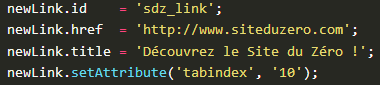 newLink.id    = 'sdz_link';
newLink.href  = 'http://www.siteduzero.com';
newLink.title = 'Découvrez le Site du Zéro !';
newLink.setAttribute('tabindex', '10');